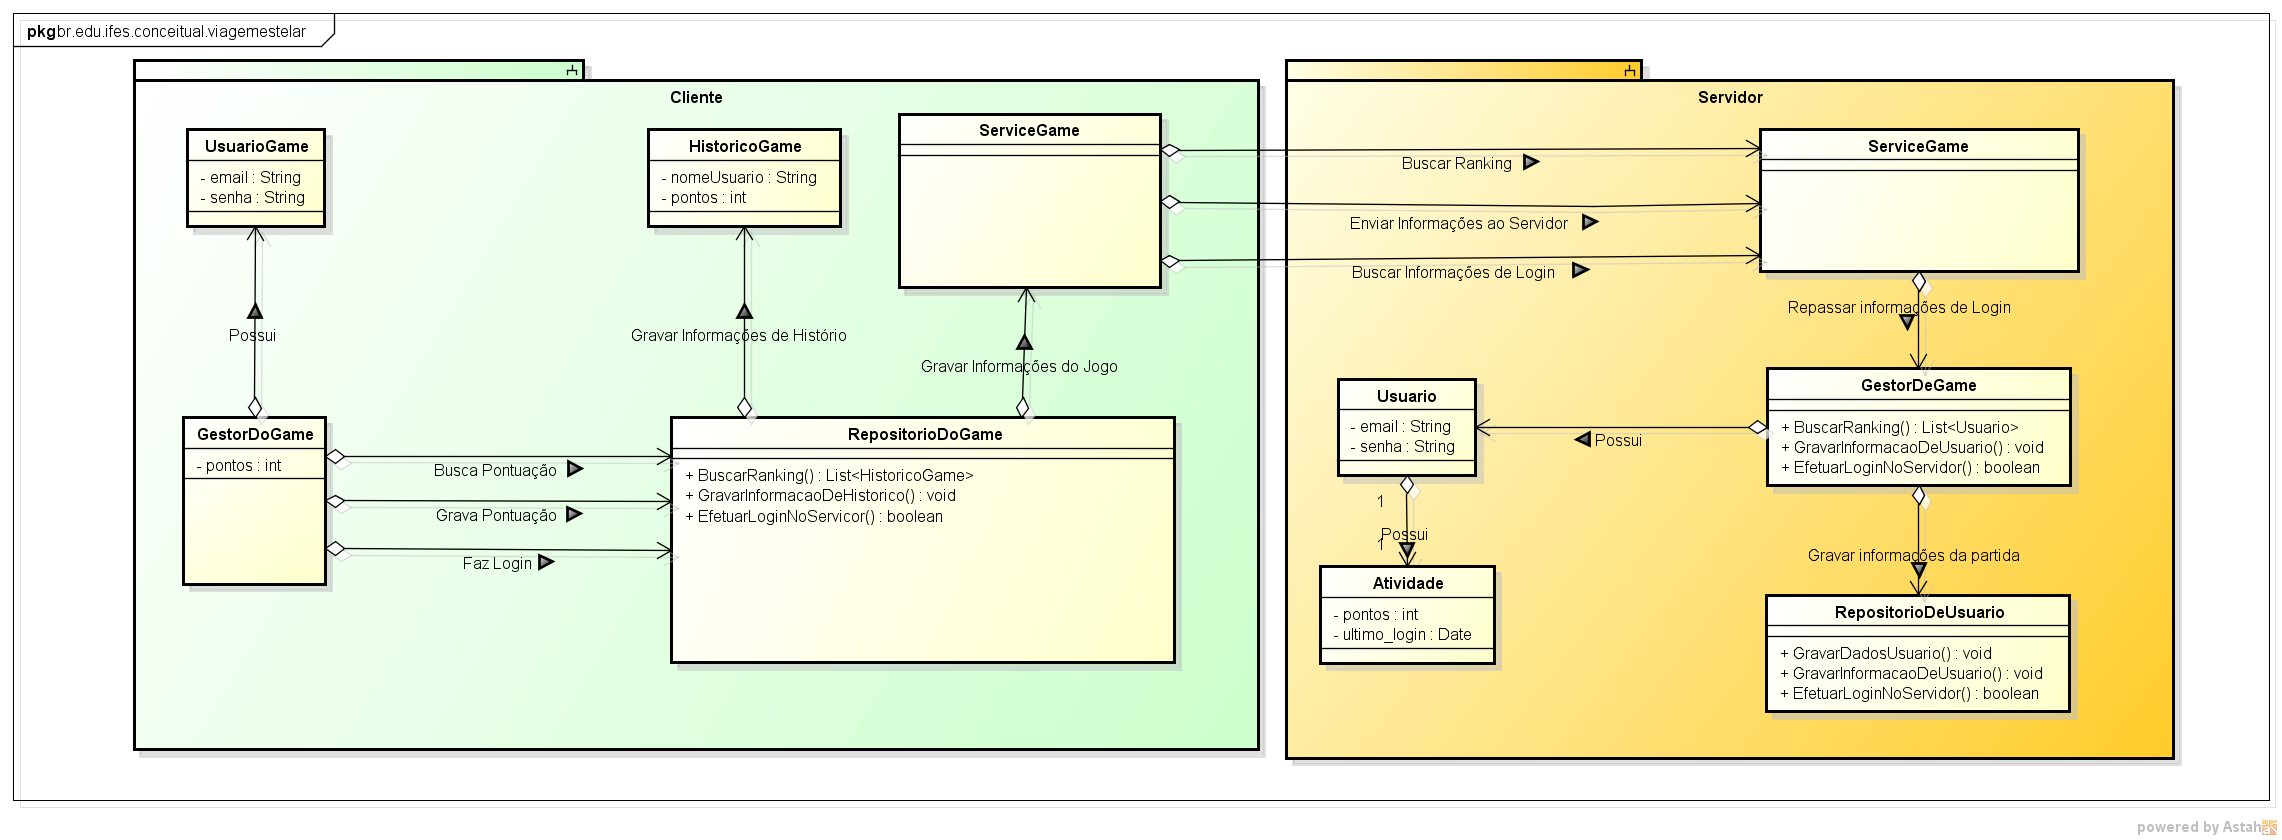 pkg br.edu.ifes.conceitual.viagemestelar
Cliente
UsuarioGame
- email : String
- senha : String
HistoricoGame
- nomeUsuario : String
- pontos : int
ServiceGame
Possui
Gravar Informações de Histório
Gravar Informações do Jogo
GestorDoGame
- pontos : int
Busca Pontuação
Grava Pontuação
Faz Login
RepositorioDoGame
+ BuscarRanking() : List<HistoricoGame>
+ GravarInformacaoDeHistorico() : void
+ EfetuarLoginNoServicor() : boolean
Buscar Ranking
Enviar Informações ao Servidor
Buscar Informações de Login
Servidor
ServiceGame
Repassar informações de Login
GestorDeGame
+ BuscarRanking() : List<Usuario>
+ GravarInformacaoDeUsuario() : void
+ EfetuarLoginNoServidor() : boolean
Possui
Usuario
- email : String
- senha : String
1
Possui
1
Atividade
- pontos : int
- ultimo_login : Date
Gravar informações da partida
RepositorioDeUsuario
+ GravarDadosUsuario() : void
+ GravarInformacaoDeUsuario() : void
+ EfetuarLoginNoServidor() : boolean
powered by Astah